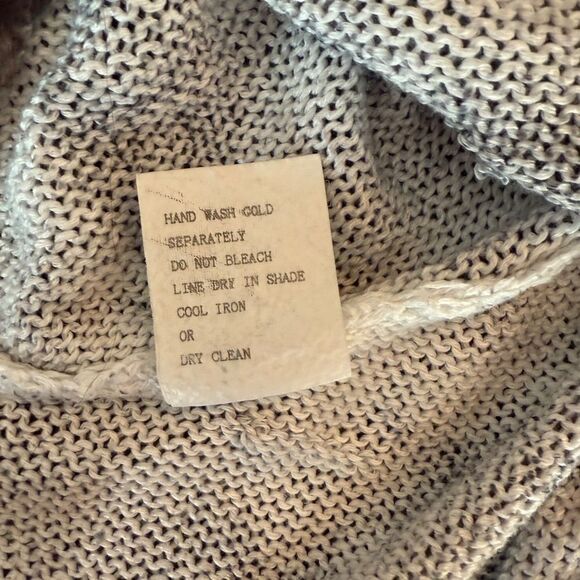 HAND WASH COLD
SEPARATELY
DO NOT BLEACH
LINE DRY IN SHADE
COOL IRON
OR
DRY CLEAN